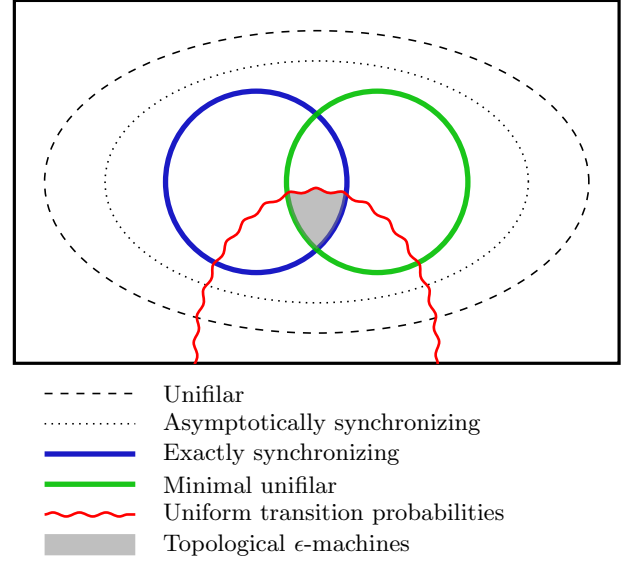 Unifilar
Asymptotically synchronizing
Exactly synchronizing
Minimal unifilar
Uniform transition probabilities
Topological ϵ-machines